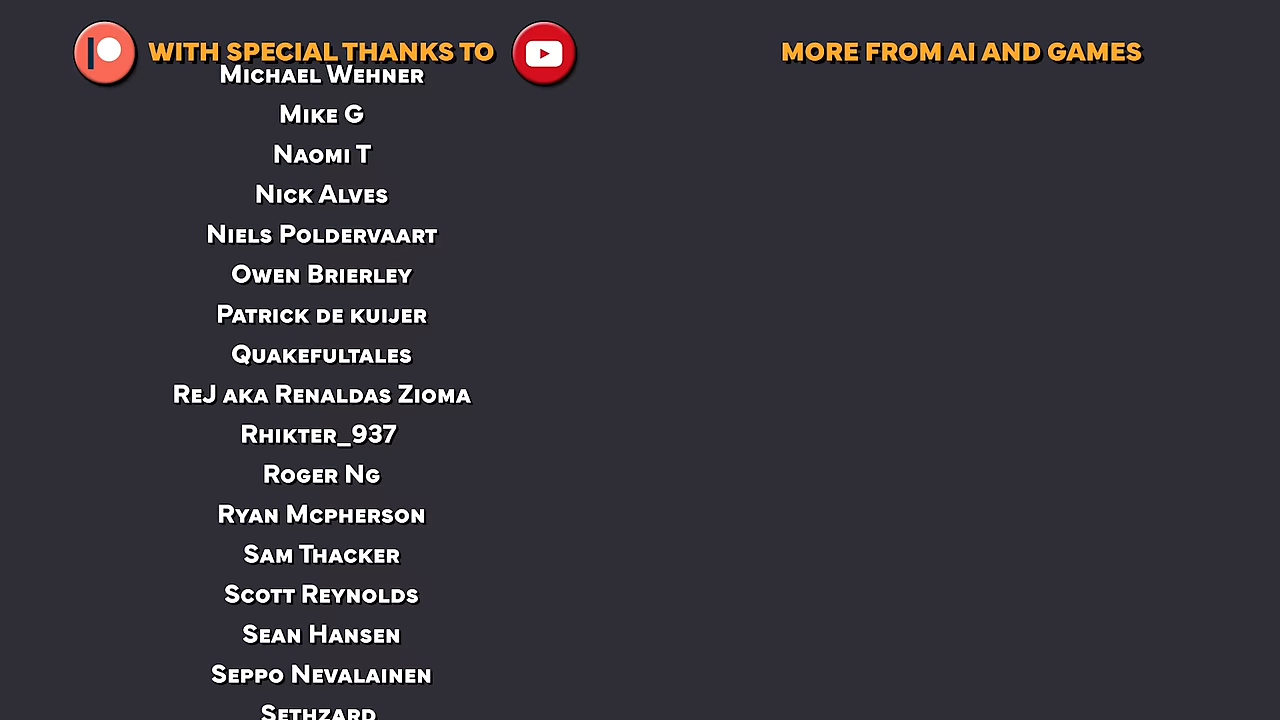 WITH SPECIAL THANKS TO
MORE FROM AI AND GAMES
Michael Wehner
Mike G
Naomi T
Nick Alves
Niels Poldervaart
Owen Brierley
Patrick de kuijer
Quakefultales
ReJ aka Renaldas Zioma
Rhikter_937
Roger Ng
Ryan Mcpherson
Sam Thacker
Scott Reynolds
Sean Hansen
Seppo Nevalainen
Sethzard